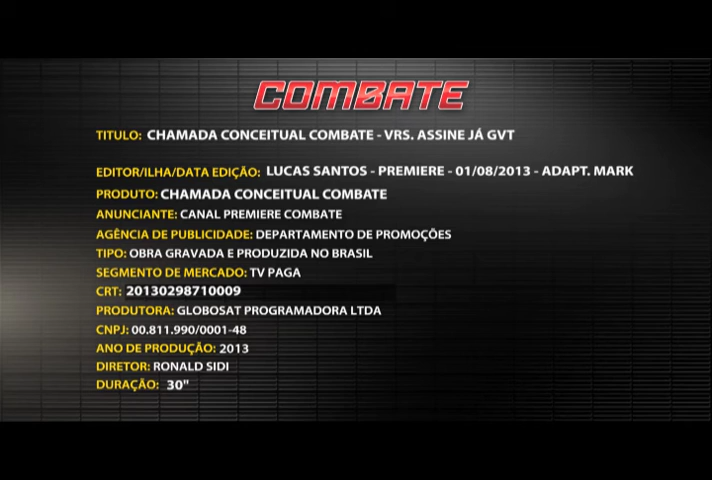 COMBATE
TITULO: CHAMADA CONCEITUAL COMBATE - VRS. ASSINE JÁ GVT
EDITOR/ILHA/DATA EDIÇÃO: LUCAS SANTOS - PREMIERE - 01/08/2013 - ADAPT. MARK
PRODUTO: CHAMADA CONCEITUAL COMBATE
ANUNCIANTE: CANAL PREMIERE COMBATE
AGÊNCIA DE PUBLICIDADE: DEPARTAMENTO DE PROMOÇÕES
TIPO: OBRA GRAVADA E PRODUZIDA NO BRASIL
SEGMENTO DE MERCADO: TV PAGA
CRT: 20130298710009
PRODUTORA: GLOBOSAT PROGRAMADORA LTDA
CNPJ: 00.811.990/0001-48
ANO DE PRODUÇÃO: 2013
DIRETOR: RONALD SIDI
DURAÇÃO: 30"